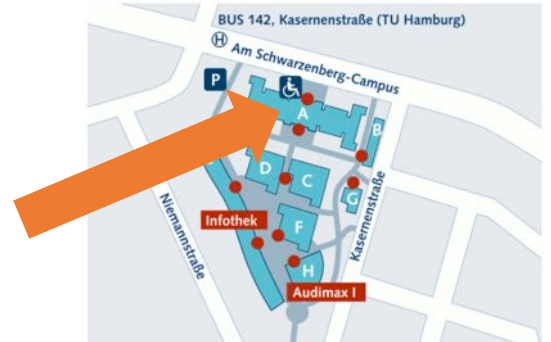 BUS 142, Kasernenstraße (TU Hamburg)
H
Am Schwarzenberg-Campus
P
A
B
D
C
G
Infothek
F
H
Audimax I
Niemannstraße
Kasernenstraße